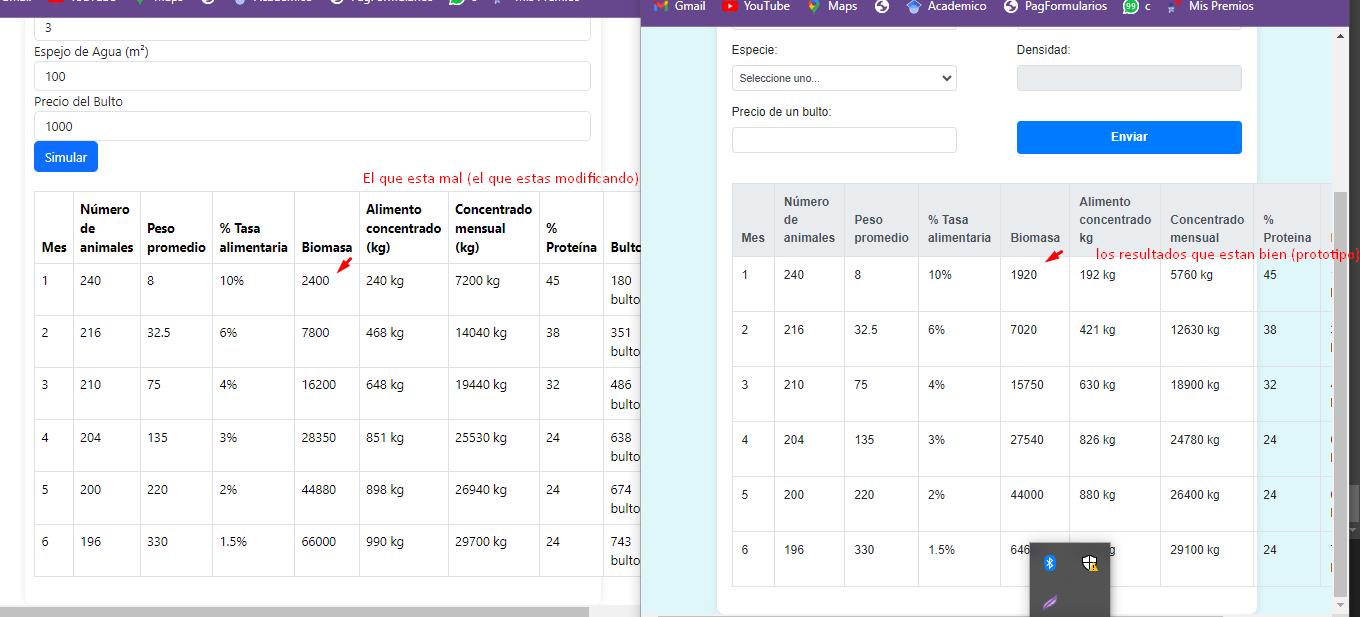 Gmail YouTube Maps Academico PagFormularios c Mis Premios
Gmail YouTube Maps Academico PagFormularios 99 c Mis Premios
3
Espejo de Agua (m²)
100
Precio del Bulto
1000
Simular
El que esta mal (el que estas modificando)
Mes Número de animales Peso promedio % Tasa alimentaria Biomasa Alimento concentrado (kg) Concentrado mensual (kg) % Proteína Bulto
1 240 8 10% 2400 240 kg 7200 kg 45 180 bulto
2 216 32.5 6% 7800 468 kg 14040 kg 38 351 bulto
3 210 75 4% 16200 648 kg 19440 kg 32 486 bulto
4 204 135 3% 28350 851 kg 25530 kg 24 638 bulto
5 200 220 2% 44880 898 kg 26940 kg 24 674 bulto
6 196 330 1.5% 66000 990 kg 29700 kg 24 743 bulto
Especie:
Densidad:
Seleccione uno...
Precio de un bulto:
Enviar
los resultados que estan bien (prototipo)
Mes Número de animales Peso promedio % Tasa alimentaria Biomasa Alimento concentrado kg Concentrado mensual % Proteina
1 240 8 10% 1920 192 kg 5760 kg 45
2 216 32.5 6% 7020 421 kg 12630 kg 38
3 210 75 4% 15750 630 kg 18900 kg 32
4 204 135 3% 27540 826 kg 24780 kg 24
5 200 220 2% 44000 880 kg 26400 kg 24
6 196 330 1.5% 29100 kg 24